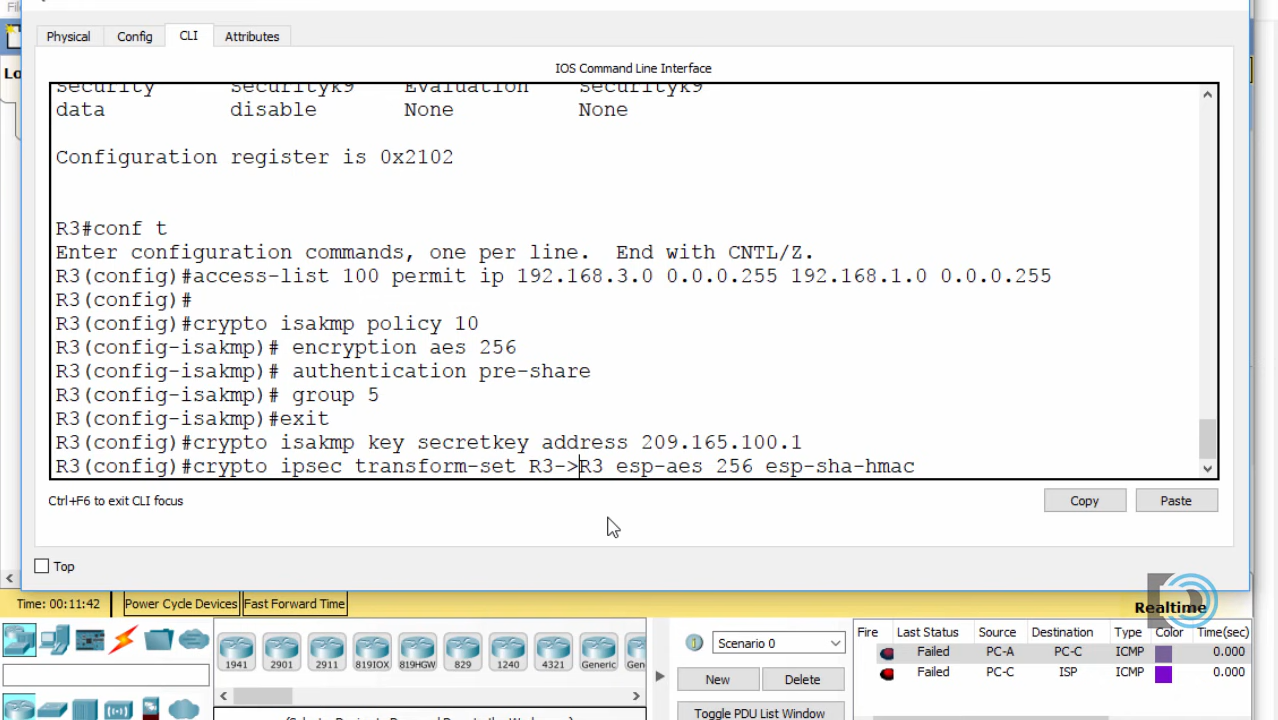 Physical Config CLI Attributes
IOS Command Line Interface
Security Securityk9 Evaluation Securityk9
data disable None None
Configuration register is 0x2102
R3#conf t
Enter configuration commands, one per line. End with CNTL/Z.
R3(config)#access-list 100 permit ip 192.168.3.0 0.0.0.255 192.168.1.0 0.0.0.255
R3(config)#
R3(config)#crypto isakmp policy 10
R3(config-isakmp)# encryption aes 256
R3(config-isakmp)# authentication pre-share
R3(config-isakmp)# group 5
R3(config-isakmp)#exit
R3(config)#crypto isakmp key secretkey address 209.165.100.1
R3(config)#crypto ipsec transform-set R3->R3 esp-aes 256 esp-sha-hmac
Ctrl+F6 to exit CLI focus
Copy Paste
Top
Time: 00:11:42 Power Cycle Devices Fast Forward Time
Realtime
1941 2901 2911 819IOX 819HGW 829 1240 4321 Generic Gen
Scenario 0
New Delete
Toggle PDU List Window
Fire Last Status Source Destination Type Color Time(sec)
Failed PC-A PC-C ICMP 0.000
Failed PC-C ISP ICMP 0.000